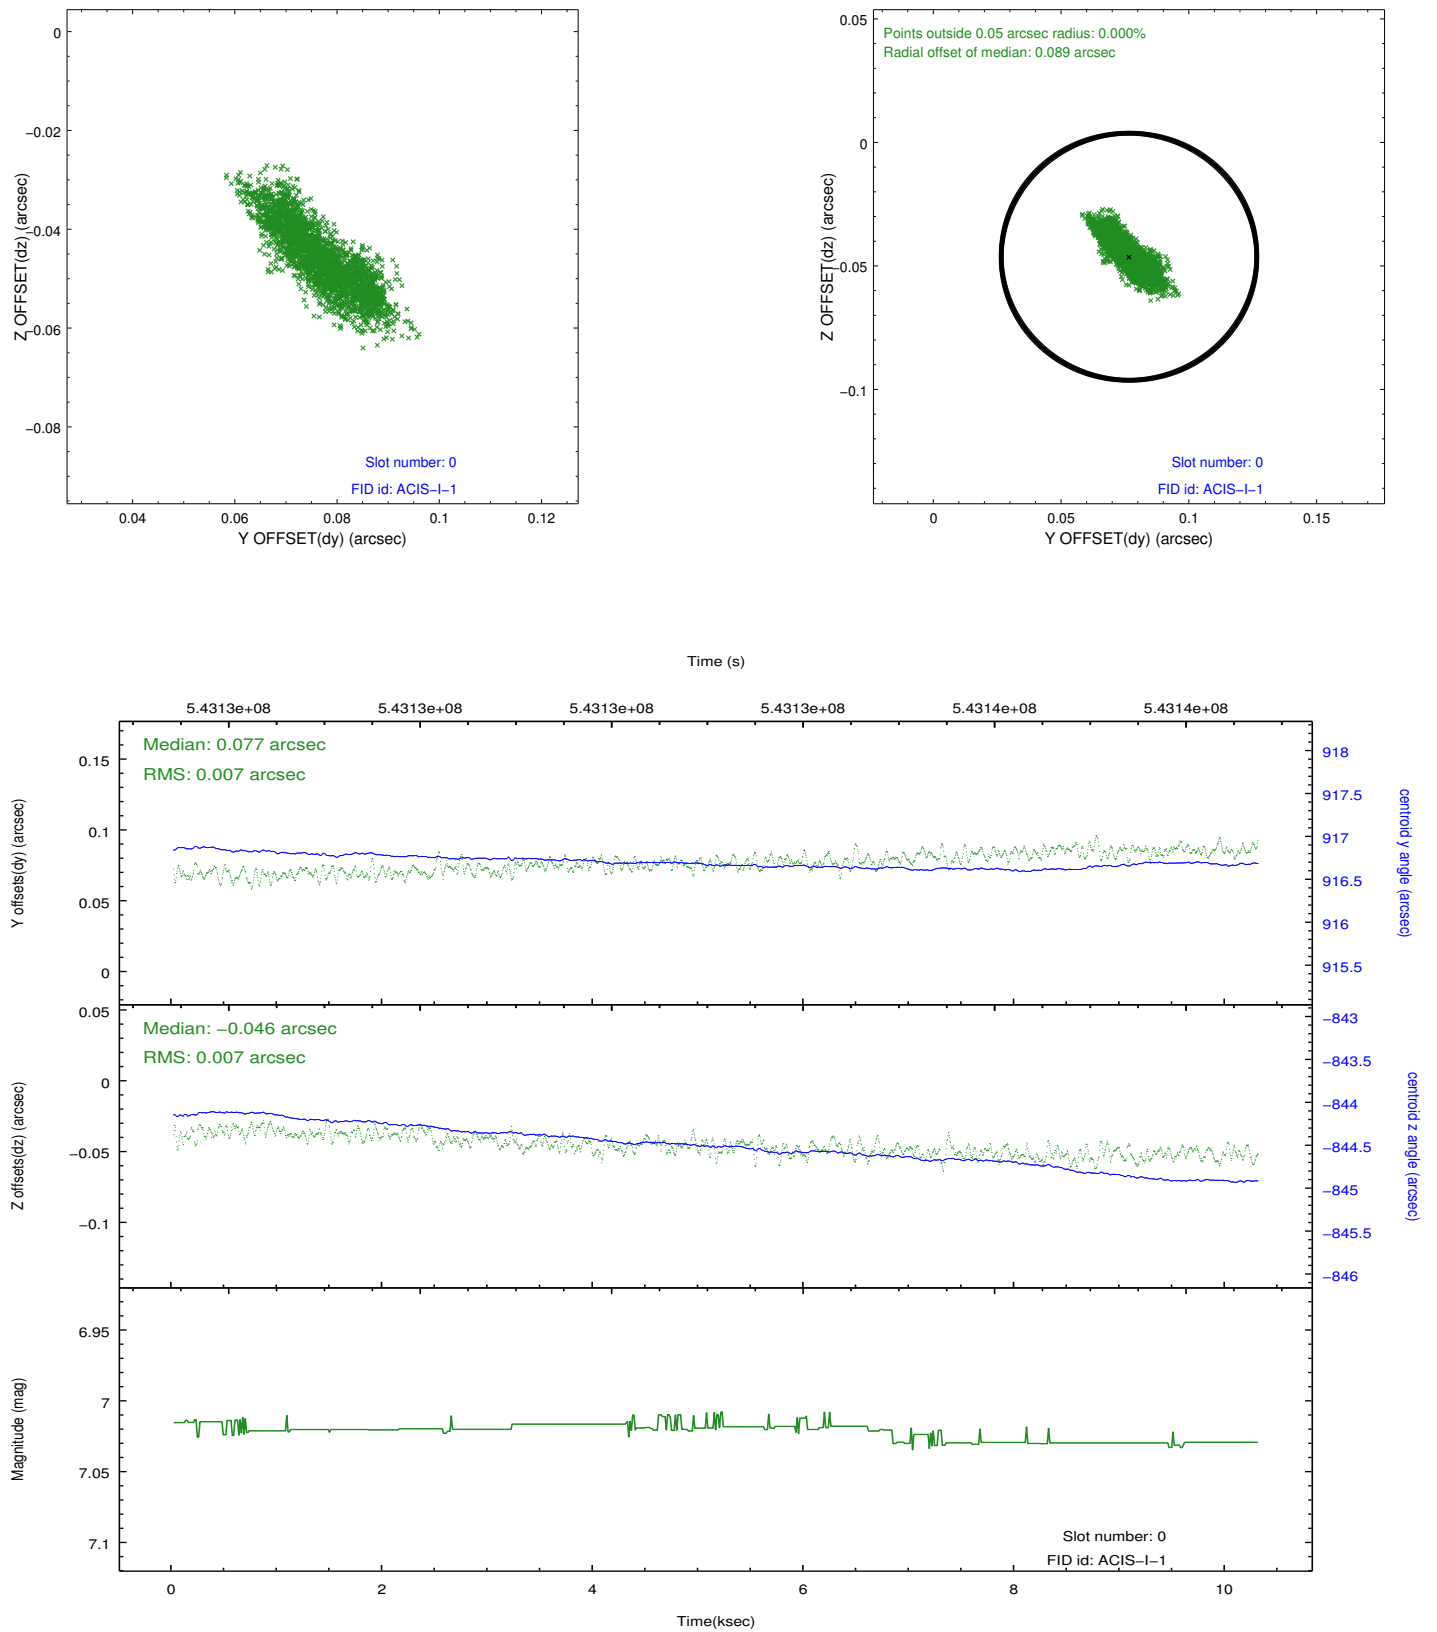 0
−0.02
−0.04
−0.06
−0.08
Z OFFSET(dz) (arcsec)
Slot number: 0
FID id: ACIS−I−1
0.04
0.06
0.08
0.1
0.12
Y OFFSET(dy) (arcsec)
0.05
0
−0.05
−0.1
Z OFFSET(dz) (arcsec)
Points outside 0.05 arcsec radius: 0.000%
Radial offset of median: 0.089 arcsec
Slot number: 0
FID id: ACIS−I−1
0
0.05
0.1
0.15
Y OFFSET(dy) (arcsec)
Time (s)
5.4313e+08
5.4313e+08
5.4313e+08
5.4313e+08
5.4314e+08
5.4314e+08
Median: 0.077 arcsec
RMS: 0.007 arcsec
0.15
0.1
0.05
0
Y offsets(dy) (arcsec)
918
917.5
917
916.5
916
915.5
centroid y angle (arcsec)
Median: −0.046 arcsec
RMS: 0.007 arcsec
0.05
0
−0.05
−0.1
Z offsets(dz) (arcsec)
−843
−843.5
−844
−844.5
−845
−845.5
−846
centroid z angle (arcsec)
6.95
7
7.05
7.1
Magnitude (mag)
Slot number: 0
FID id: ACIS−I−1
0
2
4
6
8
10
Time(ksec)